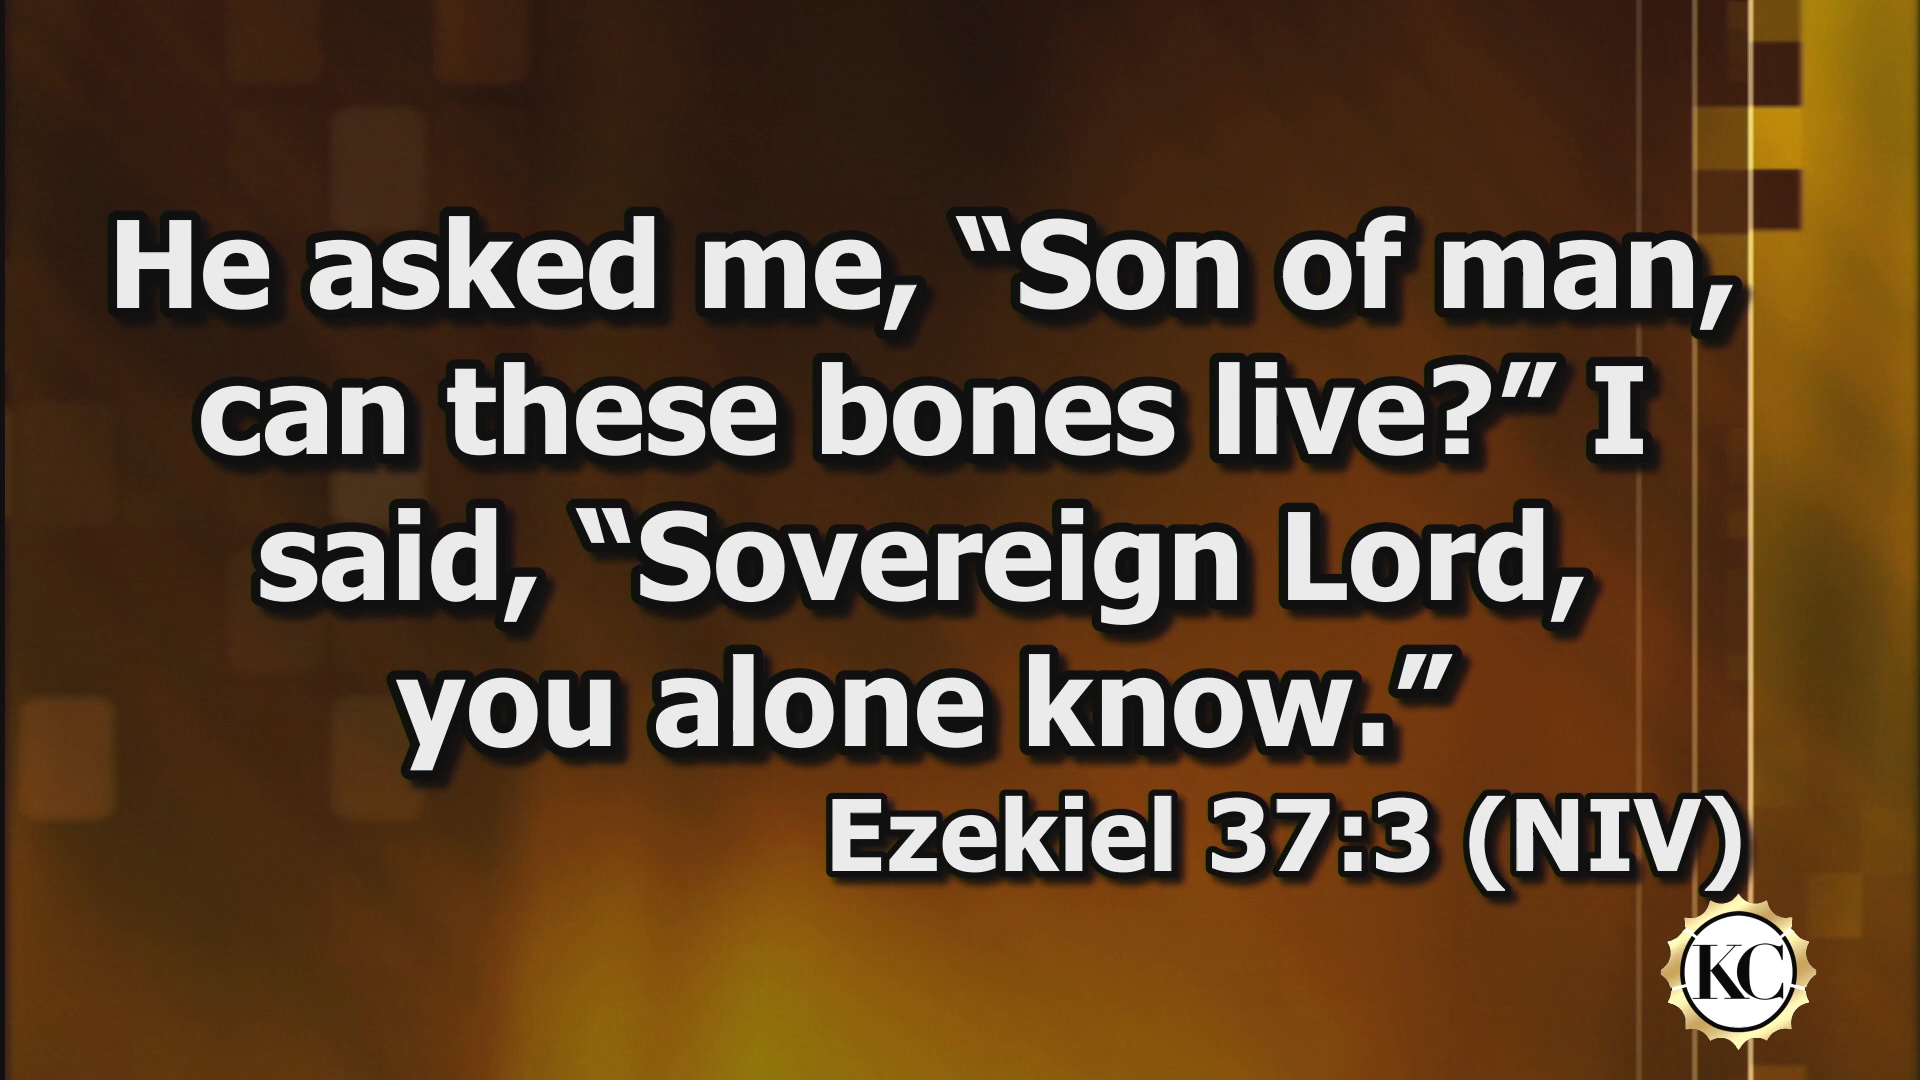 He asked me, “Son of man,
can these bones live?” I
said, “Sovereign Lord,
you alone know.”
Ezekiel 37:3 (NIV)
KC